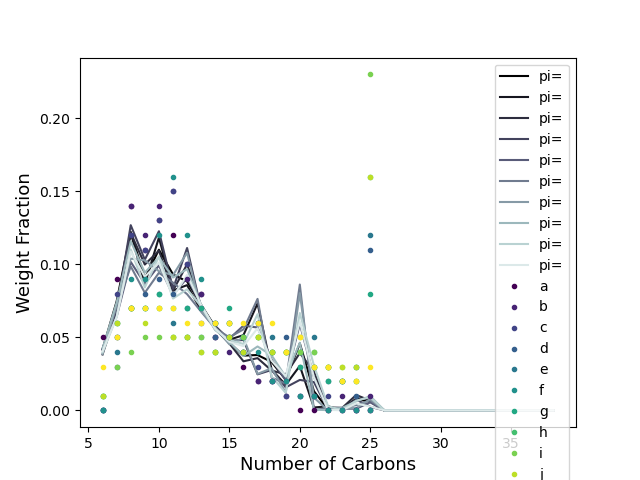 0.20
0.15
0.10
0.05
0.00
Weight Fraction
5 10 15 20 25 30 35
Number of Carbons
pi=
pi=
pi=
pi=
pi=
pi=
pi=
pi=
pi=
pi=
a
b
c
d
e
f
g
h
i
j